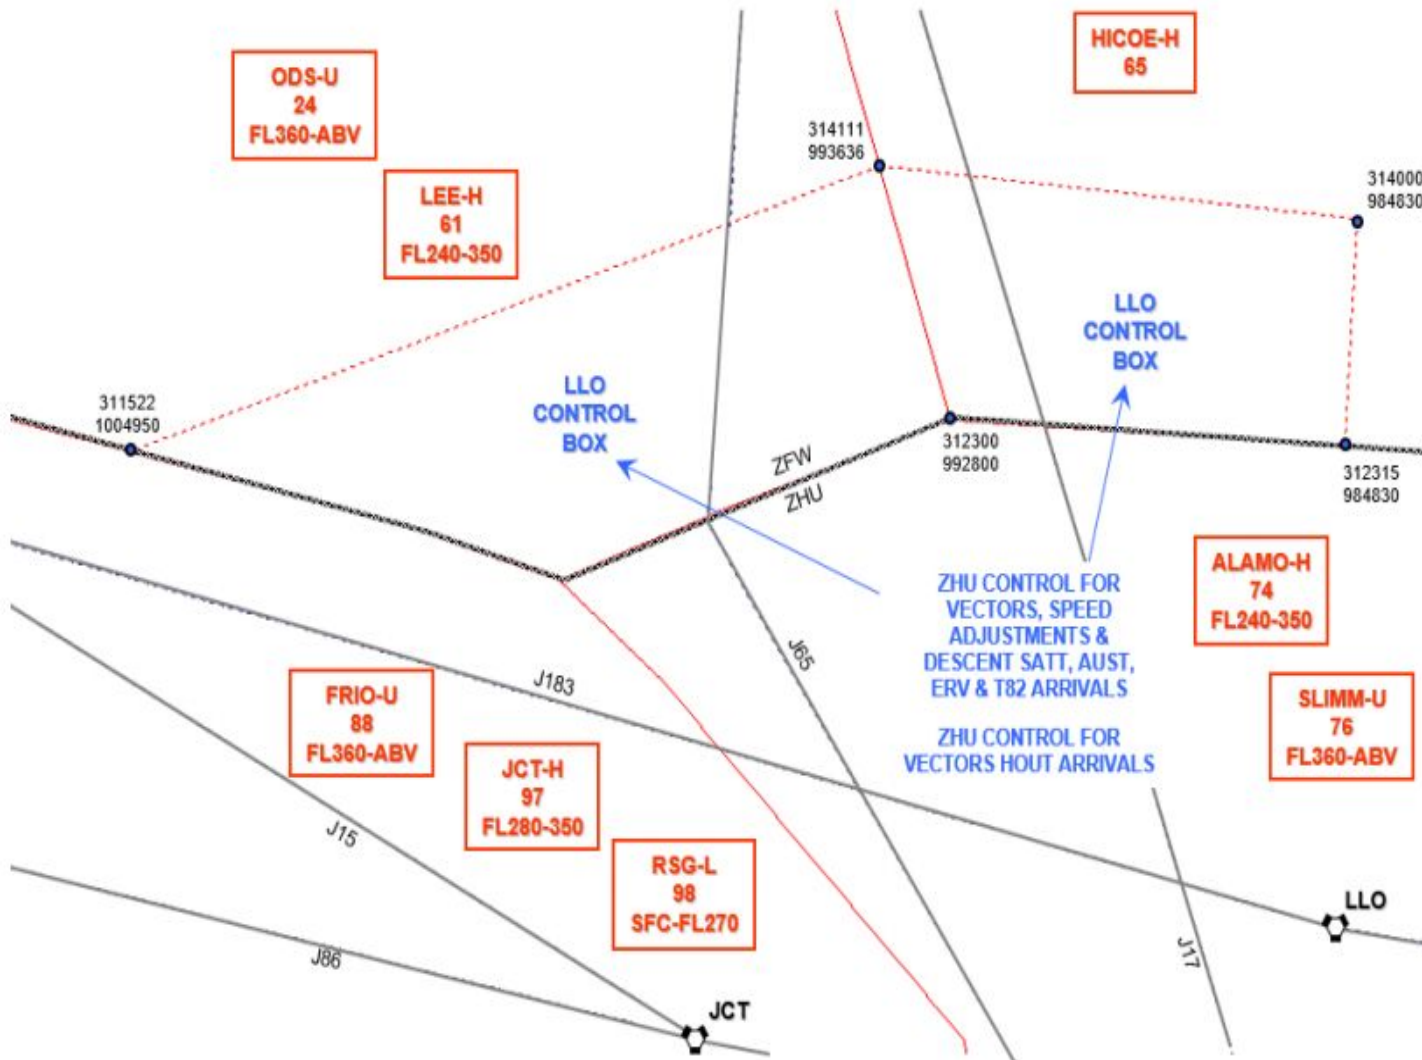 HICOE-H
65
ODS-U
24
FL360-ABV
314111
993636
314000
984830
LEE-H
61
FL240-350
LLO
CONTROL
BOX
LLO
CONTROL
BOX
311522
1004950
312300
992800
ZFW
ZHU
312315
984830
ALAMO-H
74
FL240-350
ZHU CONTROL FOR
VECTORS, SPEED
ADJUSTMENTS &
DESCENT SATT, AUST,
ERV & T82 ARRIVALS
ZHU CONTROL FOR
VECTORS HOUT ARRIVALS
J65
J183
FRIO-U
88
FL360-ABV
SLIMM-U
76
FL360-ABV
JCT-H
97
FL280-350
J15
RSG-L
98
SFC-FL270
LLO
J17
J86
JCT